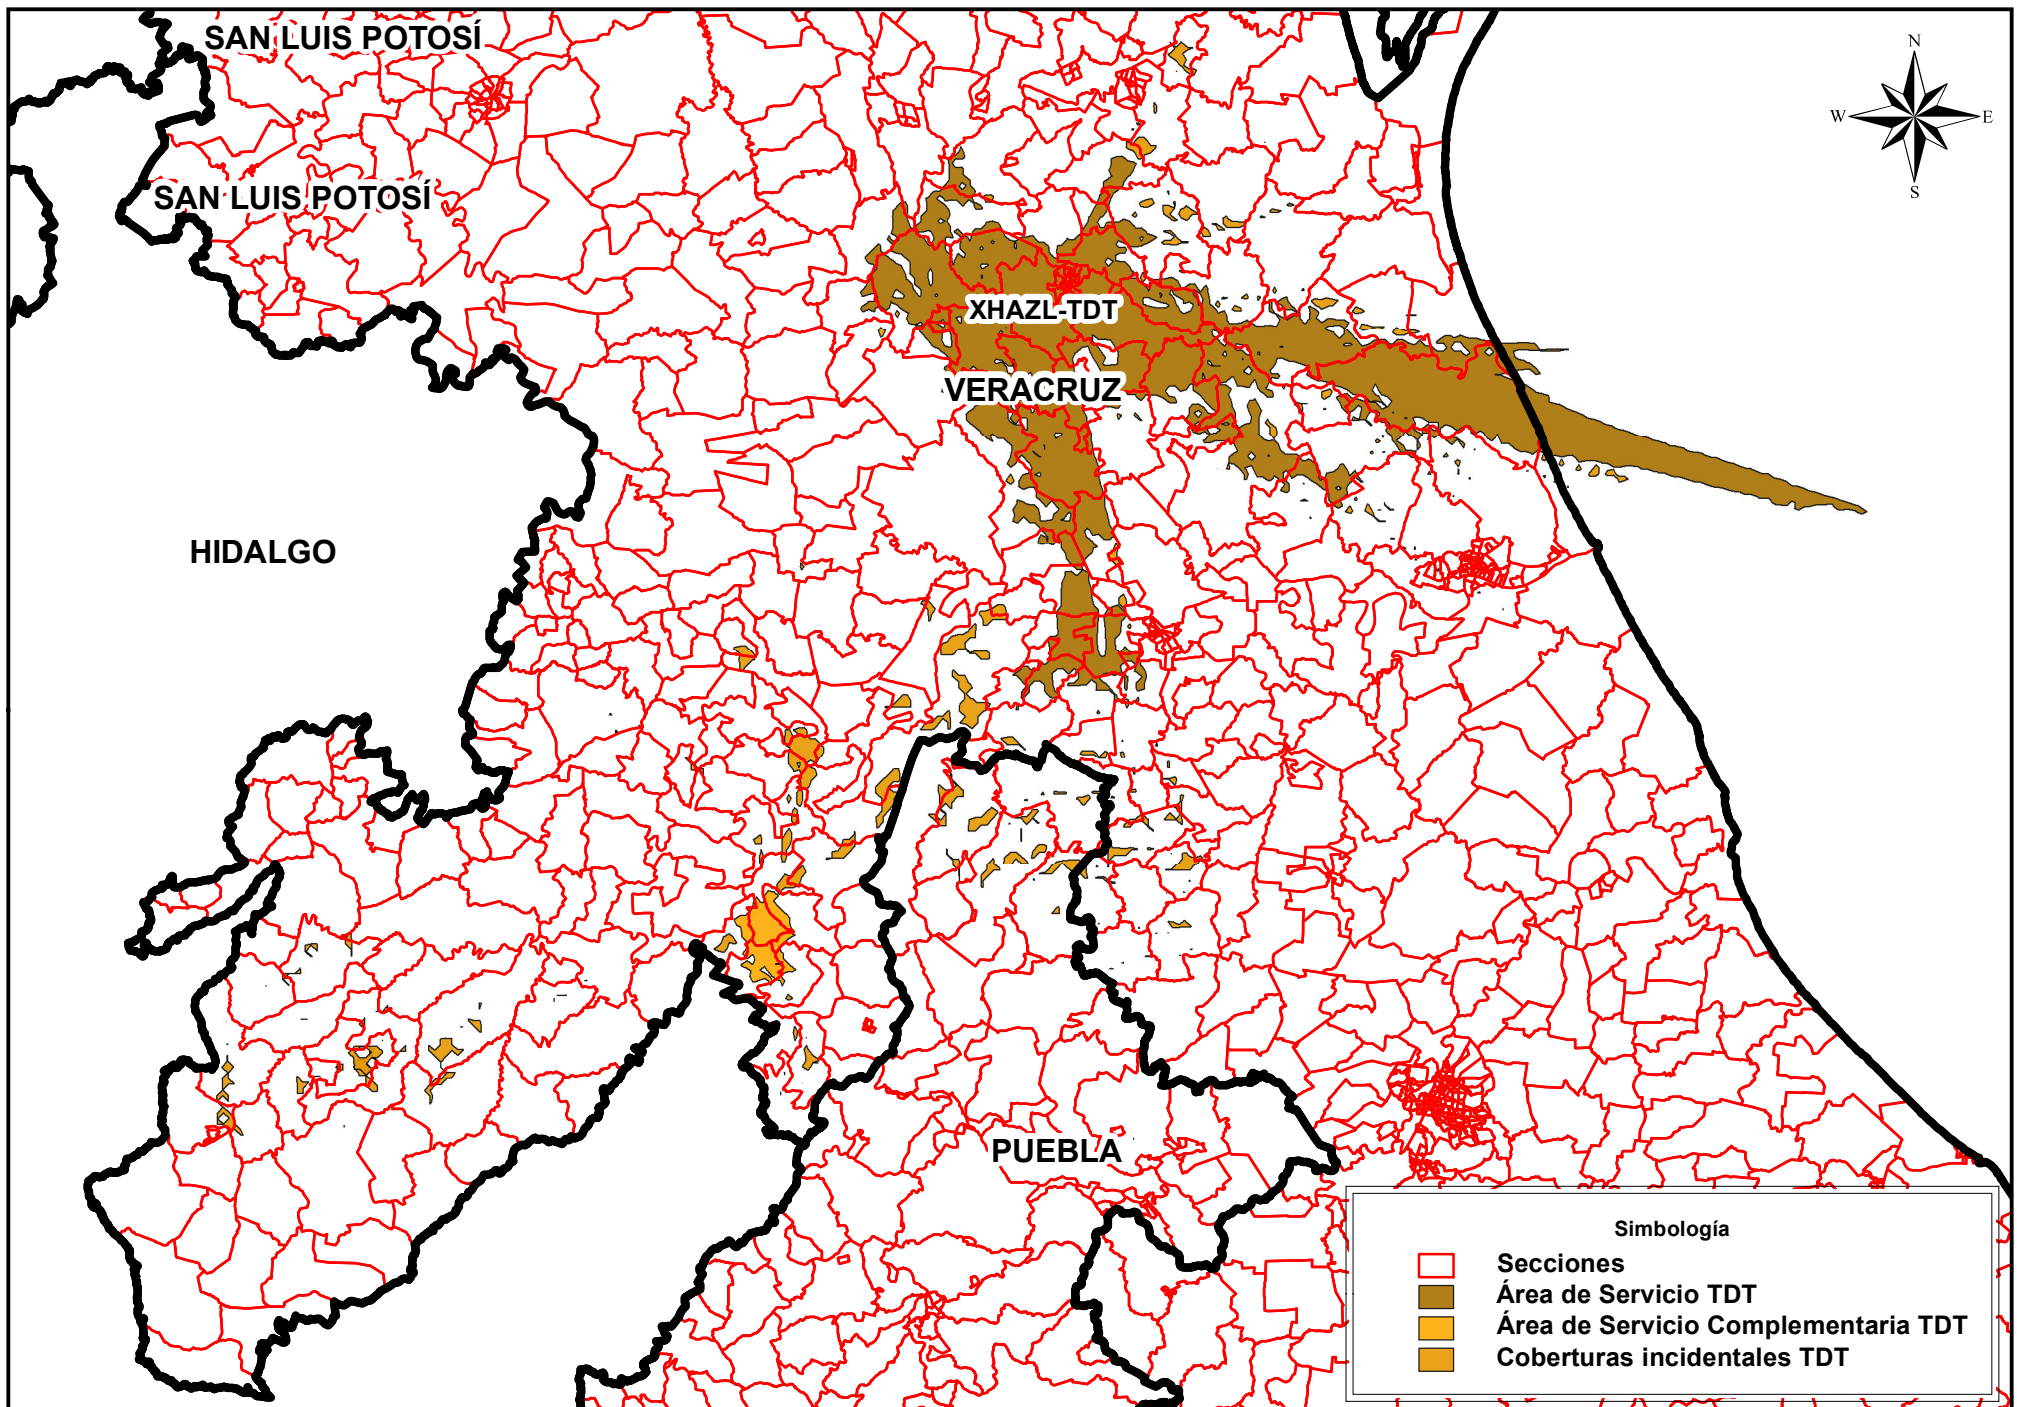 SAN LUIS POTOSÍ
N
W
E
S
SAN LUIS POTOSÍ
XHAZL-TDT
VERACRUZ
HIDALGO
PUEBLA
Simbología
Secciones
Área de Servicio TDT
Área de Servicio Complementaria TDT
Coberturas incidentales TDT